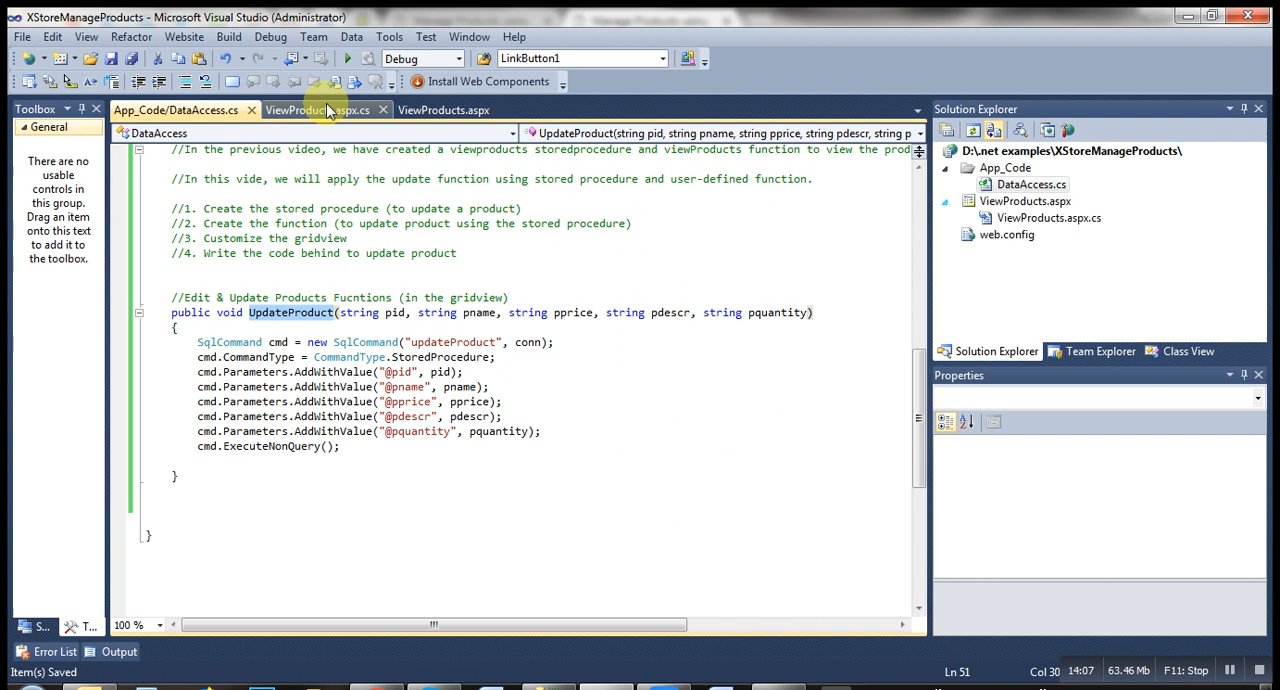 XStoreManageProducts - Microsoft Visual Studio (Administrator)
File Edit View Refactor Website Build Debug Team Data Tools Test Window Help
Debug LinkButton1
Install Web Components
Toolbox
General
There are no
usable
controls in
this group.
Drag an item
onto this text
to add it to
the toolbox.
App_Code/DataAccess.cs ViewProducts.aspx.cs ViewProducts.aspx
DataAccess UpdateProduct(string pid, string pname, string pprice, string pdescr, string p
//In the previous video, we have created a viewproducts storedprocedure and viewProducts function to view the prod
//In this vide, we will apply the update function using stored procedure and user-defined function.
//1. Create the stored procedure (to update a product)
//2. Create the function (to update product using the stored procedure)
//3. Customize the gridview
//4. Write the code behind to update product
//Edit & Update Products Fucntions (in the gridview)
public void UpdateProduct(string pid, string pname, string pprice, string pdescr, string pquantity)
{
SqlCommand cmd = new SqlCommand("updateProduct", conn);
cmd.CommandType = CommandType.StoredProcedure;
cmd.Parameters.AddWithValue("@pid", pid);
cmd.Parameters.AddWithValue("@pname", pname);
cmd.Parameters.AddWithValue("@pprice", pprice);
cmd.Parameters.AddWithValue("@pdescr", pdescr);
cmd.Parameters.AddWithValue("@pquantity", pquantity);
cmd.ExecuteNonQuery();
}
}
100 %
Solution Explorer
D:\.net examples\XStoreManageProducts\
App_Code
DataAccess.cs
ViewProducts.aspx
ViewProducts.aspx.cs
web.config
Solution Explorer Team Explorer Class View
Properties
S... T...
Error List Output
Item(s) Saved Ln 51 Col 30 14:07 63.46 Mb F11: Stop